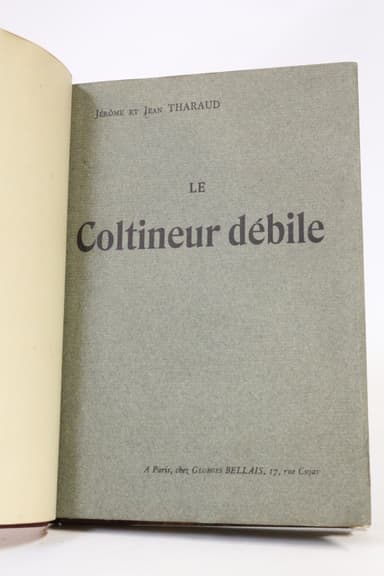 Jérôme et Jean THARAUD
LE
Coltineur débile
A Paris, chez Georges BELLAIS, 17, rue Cujas